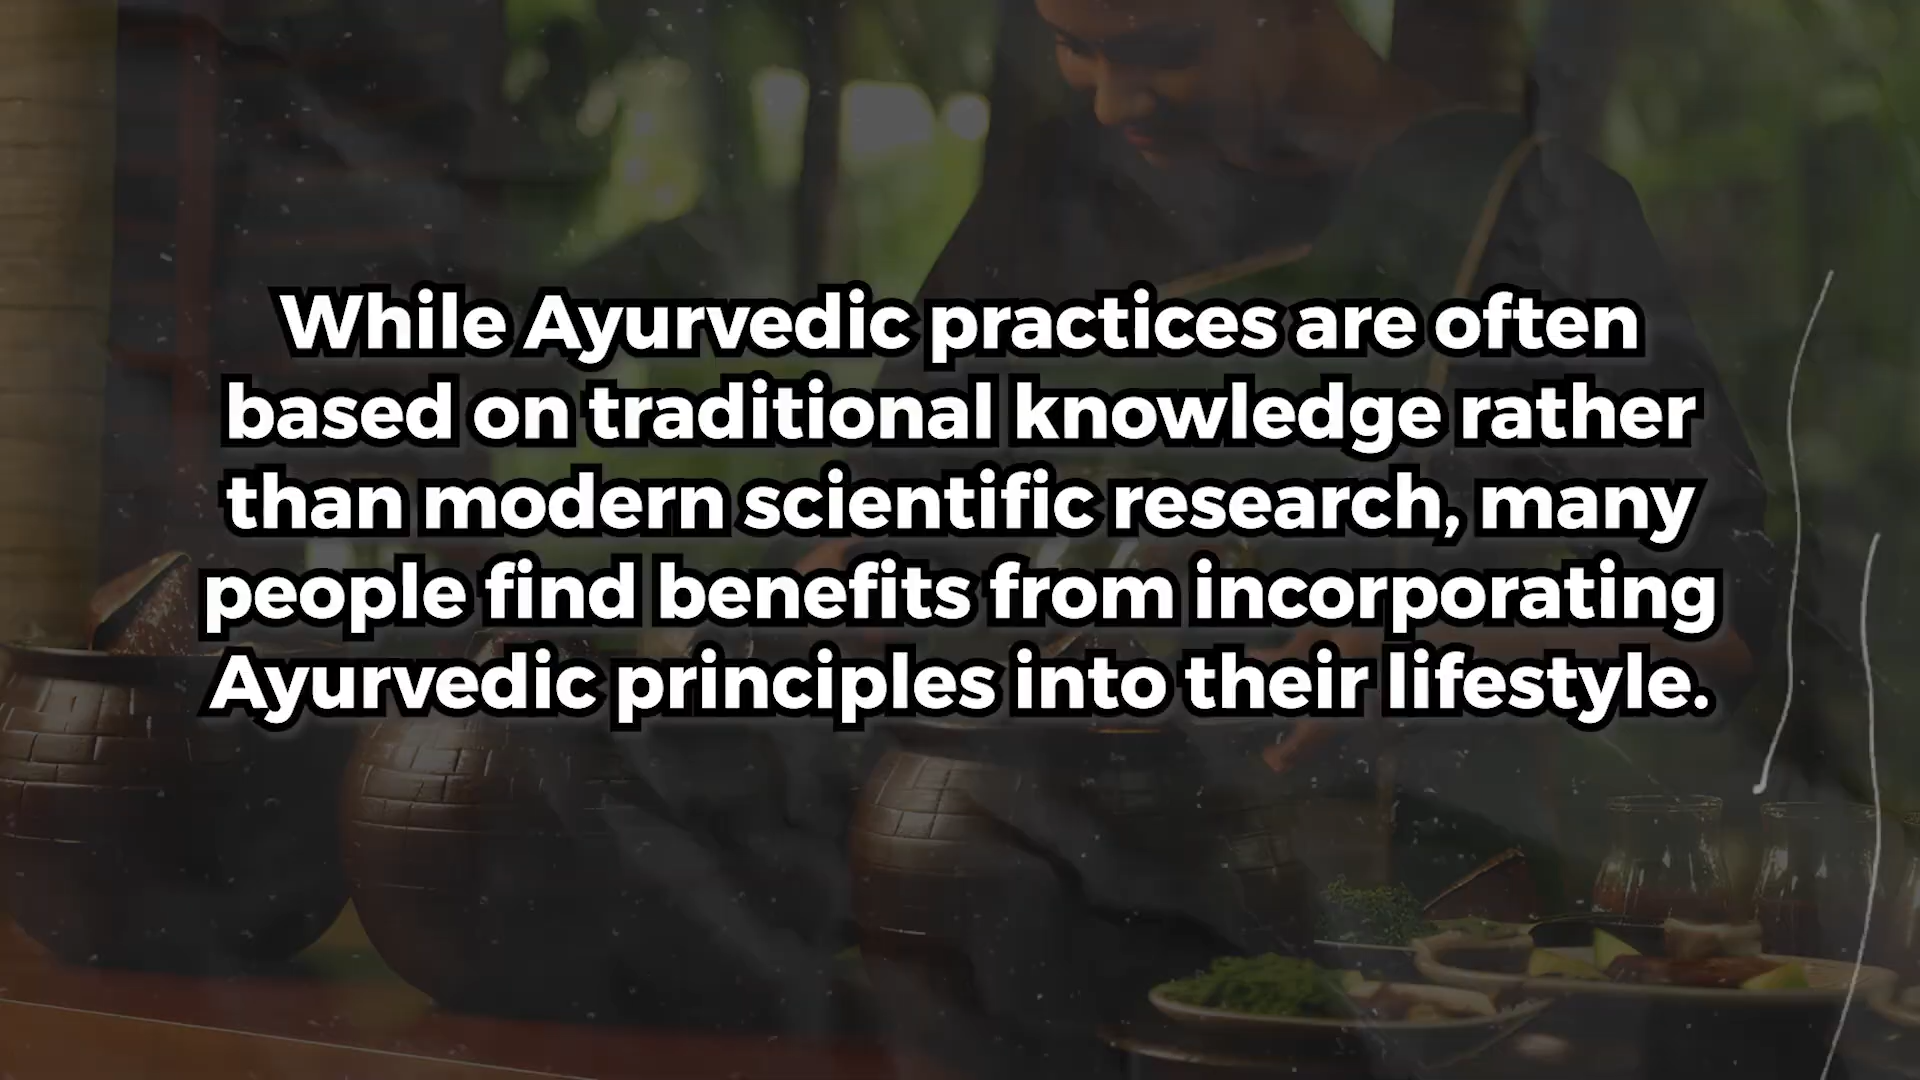 While Ayurvedic practices are often
based on traditional knowledge rather
than modern scientific research, many
people find benefits from incorporating
Ayurvedic principles into their lifestyle.